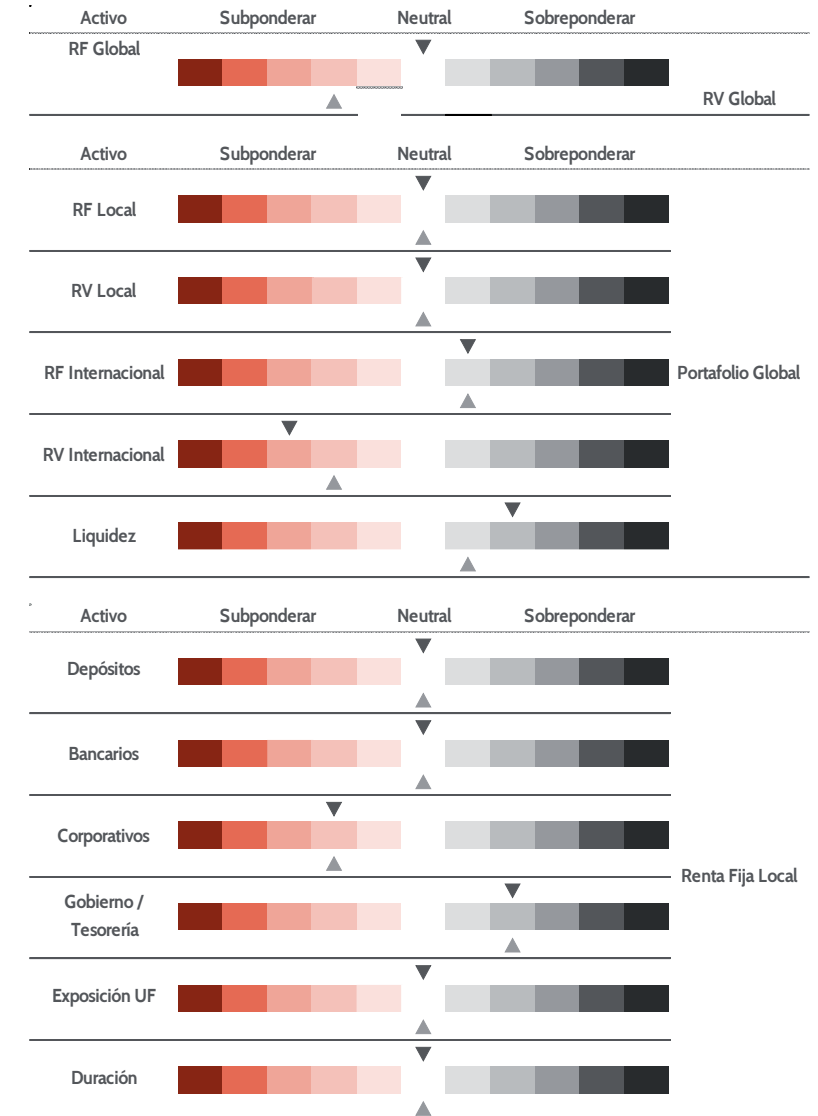 Activo Subponderar Neutral Sobreponderar
RF Global
RV Global
Activo Subponderar Neutral Sobreponderar
RF Local
RV Local
RF Internacional
Portafolio Global
RV Internacional
Liquidez
Activo Subponderar Neutral Sobreponderar
Depósitos
Bancarios
Corporativos
Renta Fija Local
Gobierno /
Tesorería
Exposición UF
Duración